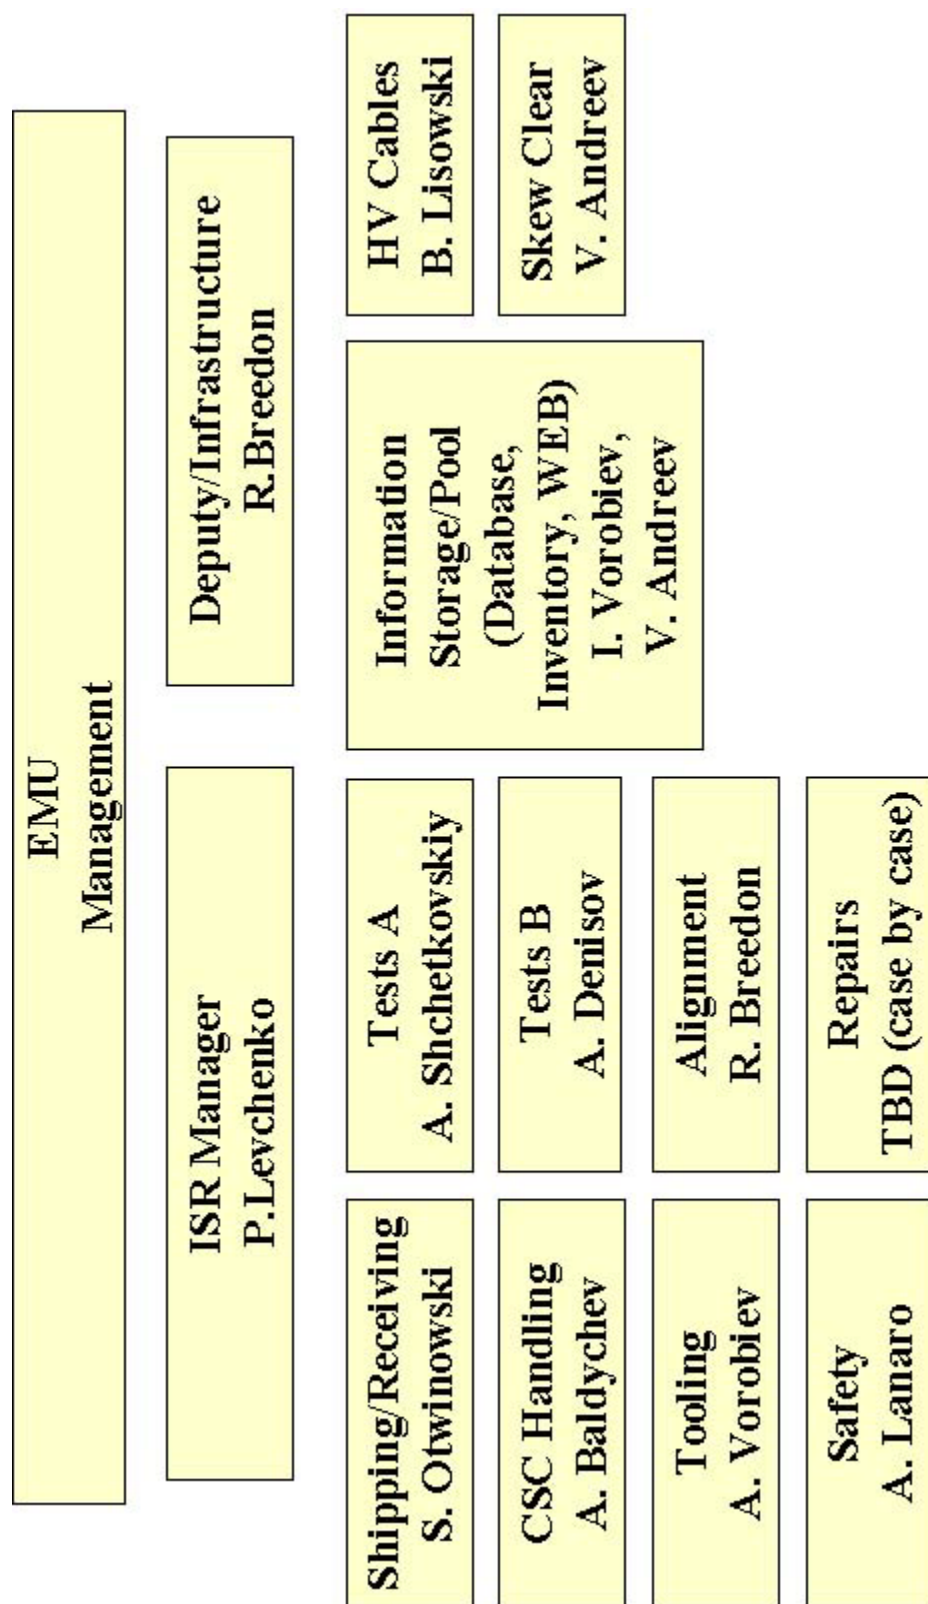 EMU
Management
ISR Manager
P.Levchenko
Deputy/Infrastructure
R.Breedon
Shipping/Receiving
S. Otwinowski
Tests A
A. Shchetkovskiy
Information
Storage/Pool
(Database,
Inventory, WEB)
I. Vorobiev,
V. Andreev
HV Cables
B. Lisowski
CSC Handling
A. Baldychev
Tests B
A. Denisov
Skew Clear
V. Andreev
Tooling
A. Vorobiev
Alignment
R. Breedon
Safety
A. Lanaro
Repairs
TBD (case by case)